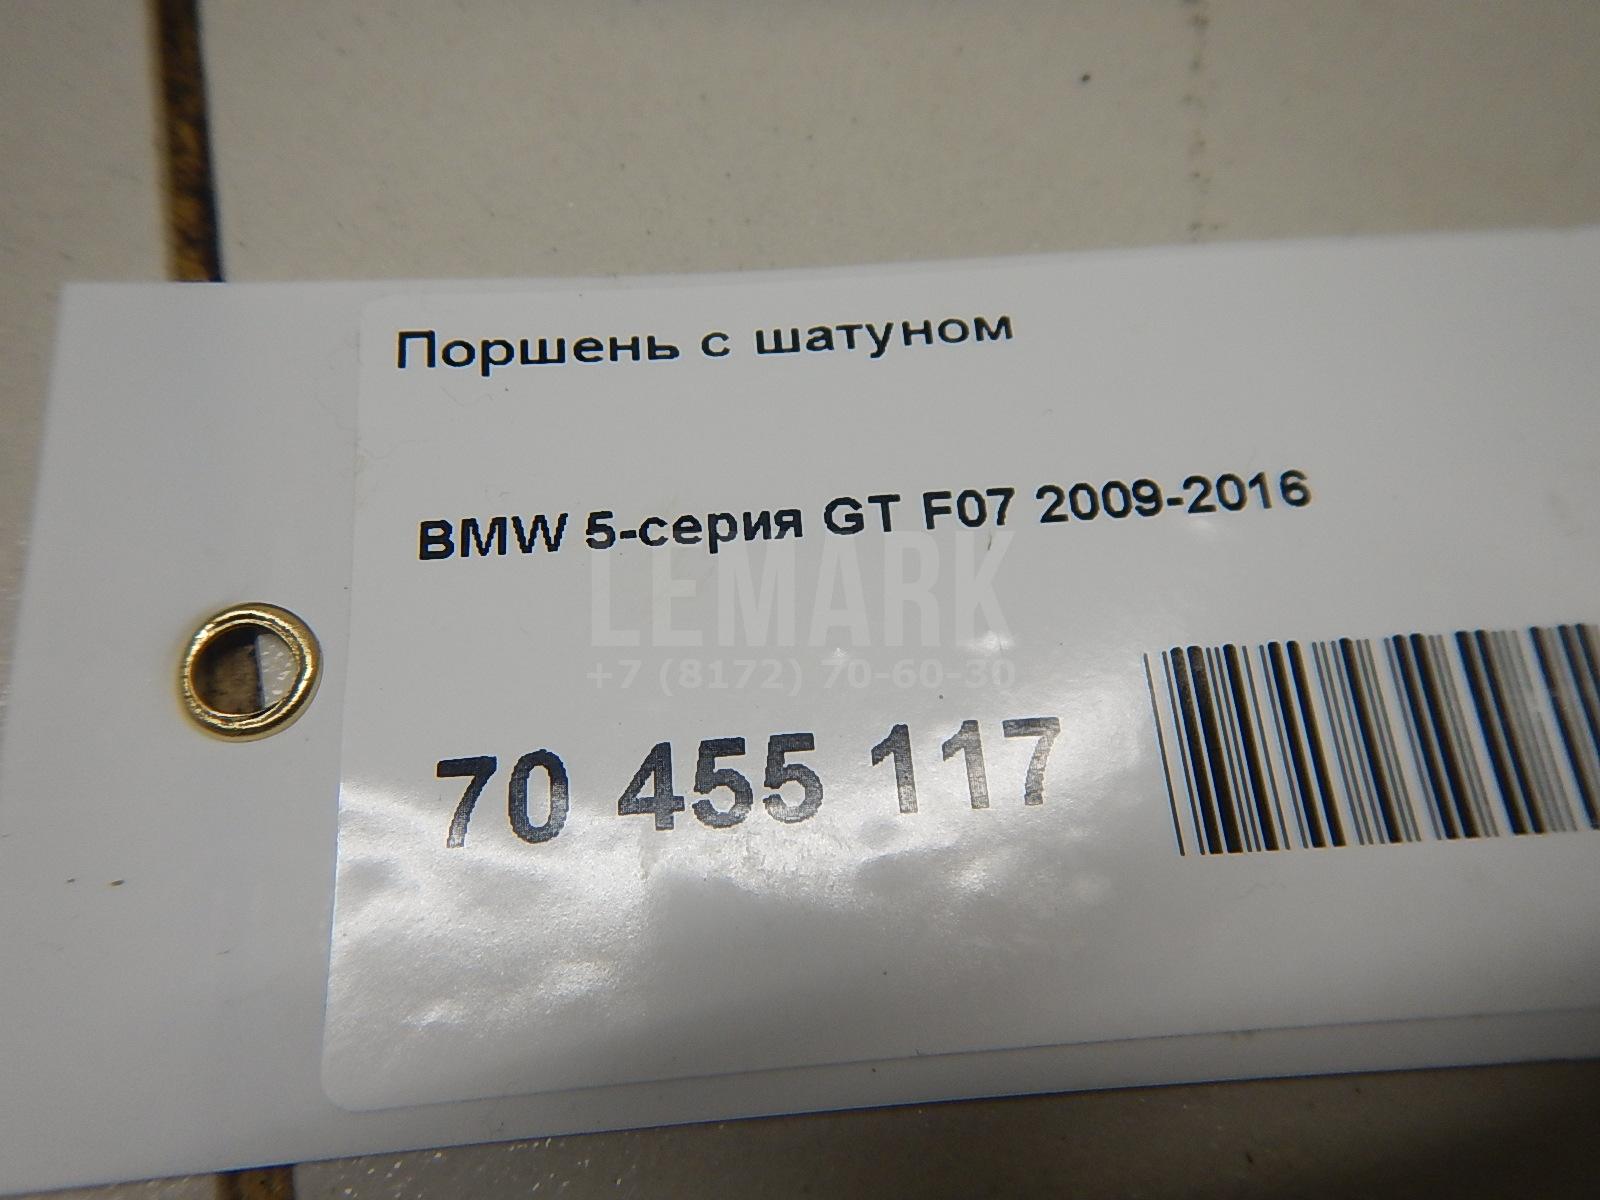 Поршень с шатуном
BMW 5-серия GT F07 2009-2016
LEMARK
+7 (8172) 70-60-30
70 455 117